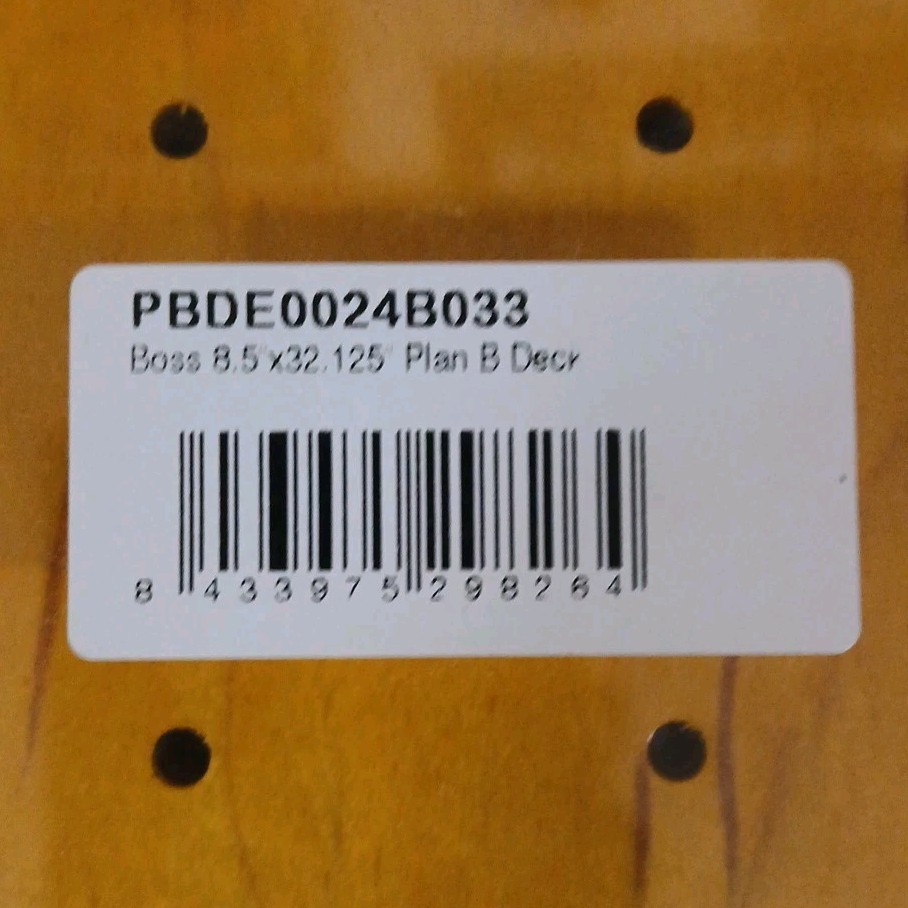 PBDE0024B033
Boss 8.5"x32.125" Plan B Deck
8 433975 298264